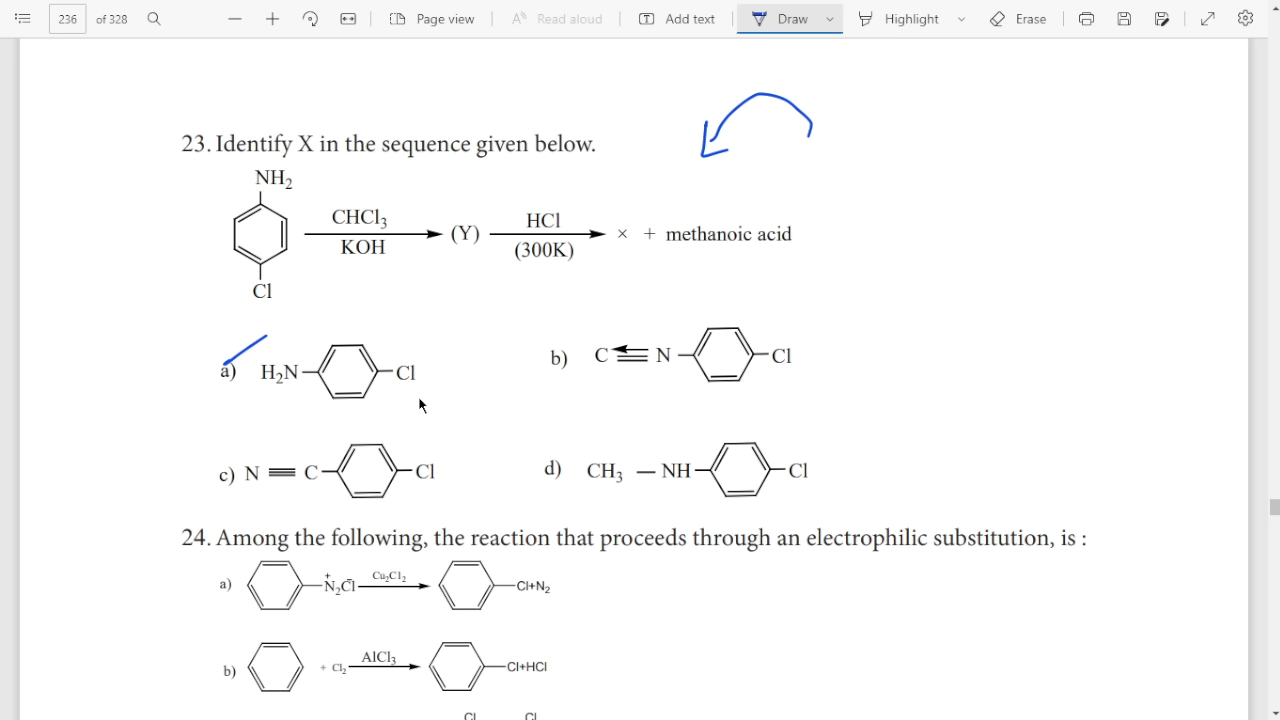 236 of 328 Page view Read aloud Add text Draw Highlight Erase
23. Identify X in the sequence given below.
NH2
CHCl3
KOH
(Y)
HCl
(300K)
× + methanoic acid
Cl
a) H2N Cl
b) C N Cl
c) N ≡ C Cl
d) CH3 — NH Cl
24. Among the following, the reaction that proceeds through an electrophilic substitution, is :
a) N2Cl Cu2Cl2 Cl+N2
+ -
b) + Cl2 AlCl3 Cl+HCl
Cl Cl